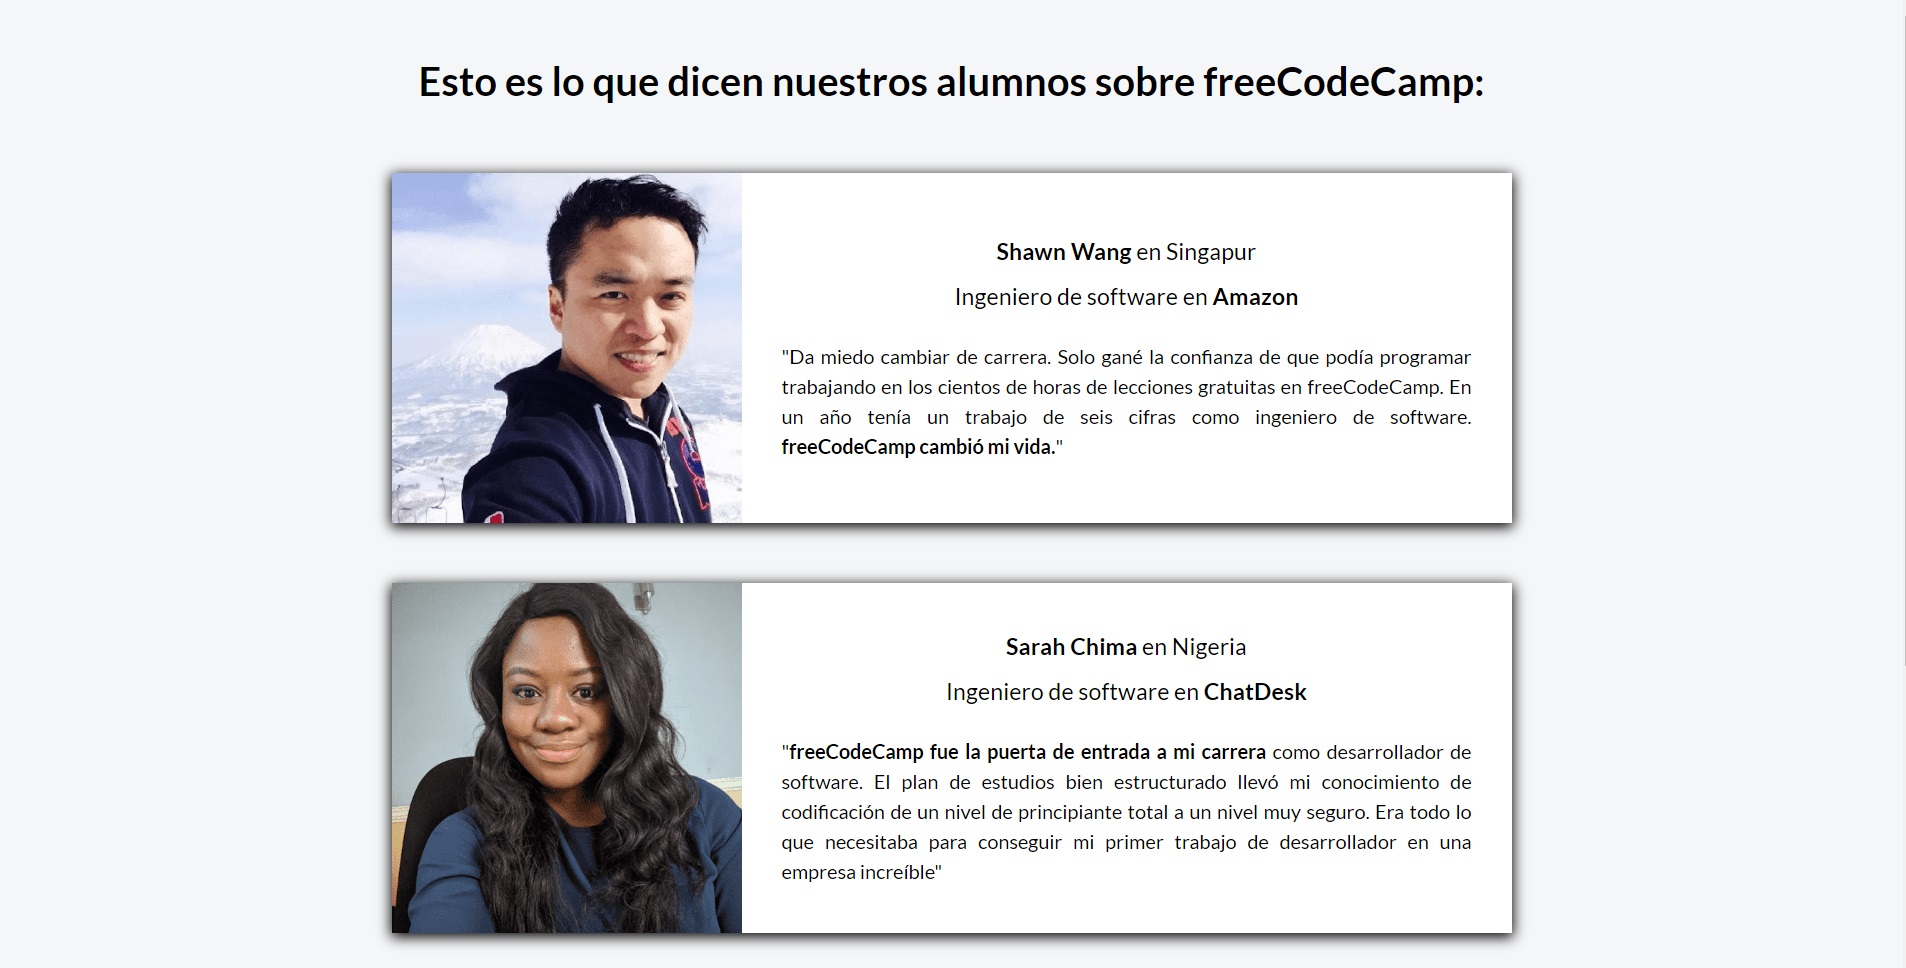 Esto es lo que dicen nuestros alumnos sobre freeCodeCamp:
Shawn Wang en Singapur
Ingeniero de software en Amazon
"Da miedo cambiar de carrera. Solo gané la confianza de que podía programar
trabajando en los cientos de horas de lecciones gratuitas en freeCodeCamp. En
un año tenía un trabajo de seis cifras como ingeniero de software.
freeCodeCamp cambió mi vida."
Sarah Chima en Nigeria
Ingeniero de software en ChatDesk
"freeCodeCamp fue la puerta de entrada a mi carrera como desarrollador de
software. El plan de estudios bien estructurado llevó mi conocimiento de
codificación de un nivel de principiante total a un nivel muy seguro. Era todo lo
que necesitaba para conseguir mi primer trabajo de desarrollador en una
empresa increíble"